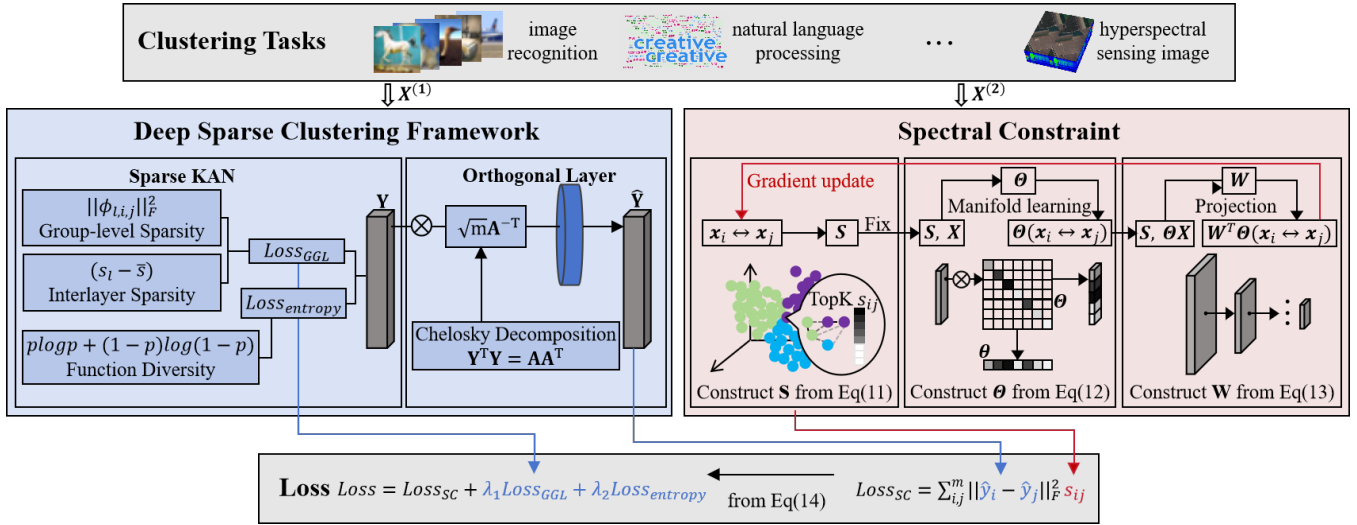 Clustering Tasks
image
recognition
creative
creative
natural language
processing
...
hyperspectral
sensing image
X^(1)
X^(2)
Deep Sparse Clustering Framework
Sparse KAN
||ϕ_{l,i,j}||_F^2
Group-level Sparsity
(s_l − s̄)
Interlayer Sparsity
plogp + (1 − p)log(1 − p)
Function Diversity
Loss_GGL
Loss_entropy
Y
Orthogonal Layer
√m A^{−T}
Chelosky Decomposition
Y^T Y = AA^T
Ŷ
Spectral Constraint
Gradient update
x_i ↔ x_j
S
Fix
TopK s_ij
Construct S from Eq(11)
Θ
Manifold learning
S, X
Θ(x_i ↔ x_j)
Θ
θ
Construct Θ from Eq(12)
W
Projection
S, ΘX
W^T Θ(x_i ↔ x_j)
Construct W from Eq(13)
Loss Loss = Loss_SC + λ_1 Loss_GGL + λ_2 Loss_entropy
from Eq(14)
Loss_SC = ∑_{i,j}^m ||ŷ_i − ŷ_j||_F^2 s_ij